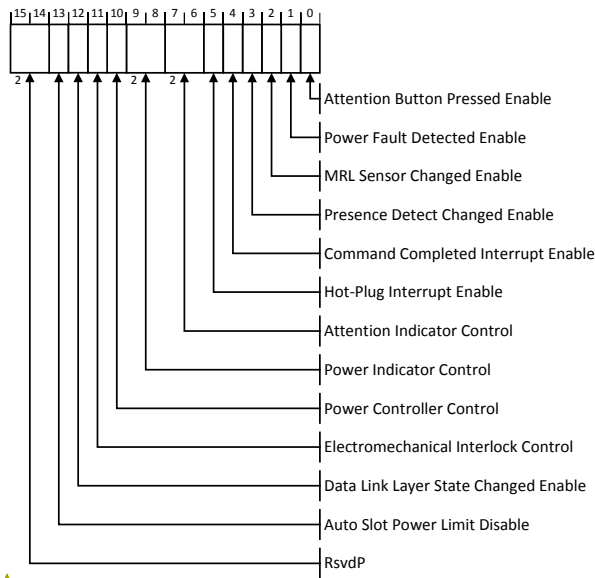 15 14 13 12 11 10 9 8 7 6 5 4 3 2 1 0
2 2 2
Attention Button Pressed Enable
Power Fault Detected Enable
MRL Sensor Changed Enable
Presence Detect Changed Enable
Command Completed Interrupt Enable
Hot-Plug Interrupt Enable
Attention Indicator Control
Power Indicator Control
Power Controller Control
Electromechanical Interlock Control
Data Link Layer State Changed Enable
Auto Slot Power Limit Disable
RsvdP